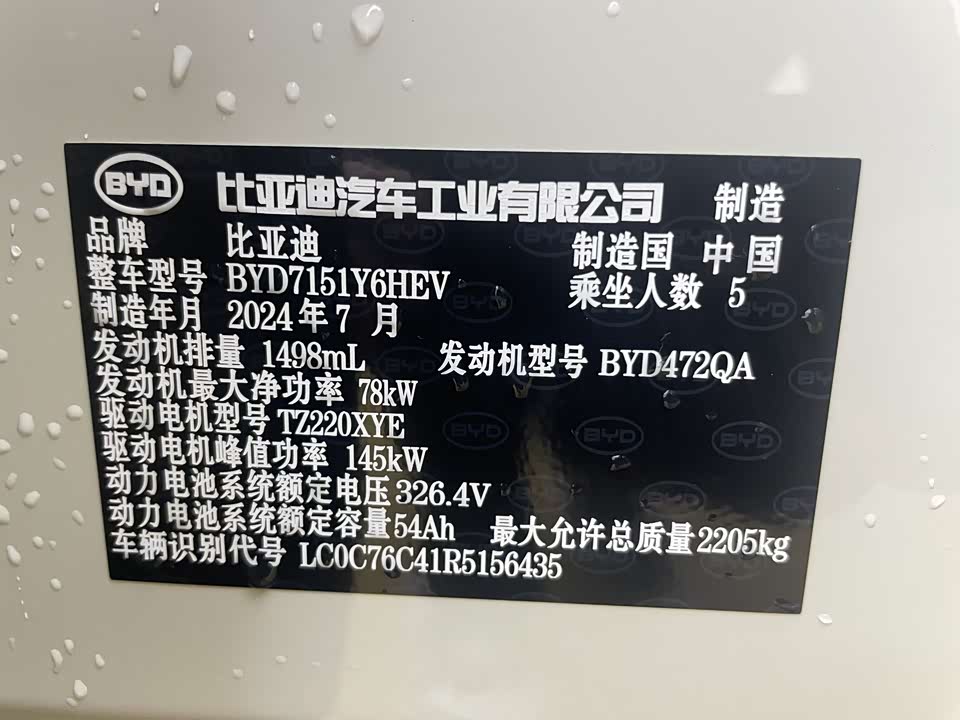 BYD 比亚迪汽车工业有限公司 制造
品牌 比亚迪 制造国 中国
整车型号 BYD7151Y6HEV 乘坐人数 5
制造年月 2024年7月
发动机排量 1498mL 发动机型号 BYD472QA
发动机最大净功率 78kW
驱动电机型号 TZ220XYE
驱动电机峰值功率 145kW
动力电池系统额定电压 326.4V
动力电池系统额定容量 54Ah 最大允许总质量 2205kg
车辆识别代号 LC0C76C41R5156435